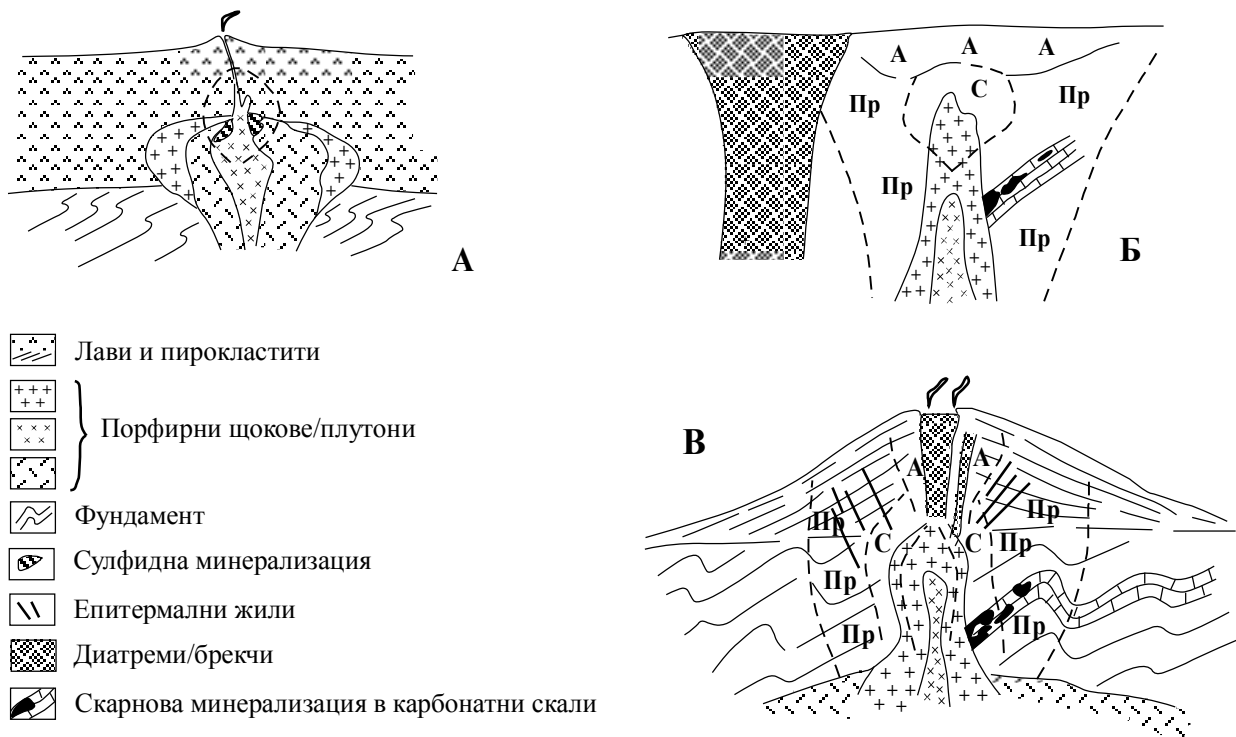 А
А А А
С
Пр Пр
Пр
Пр
Б
Лави и пирокластити
Порфирни щокове/плутони
Фундамент
Сулфидна минерализация
Епитермални жили
Диатреми/брекчи
Скарнова минерализация в карбонатни скали
В
А А
Пр Пр
С С Пр
Пр
Пр Пр